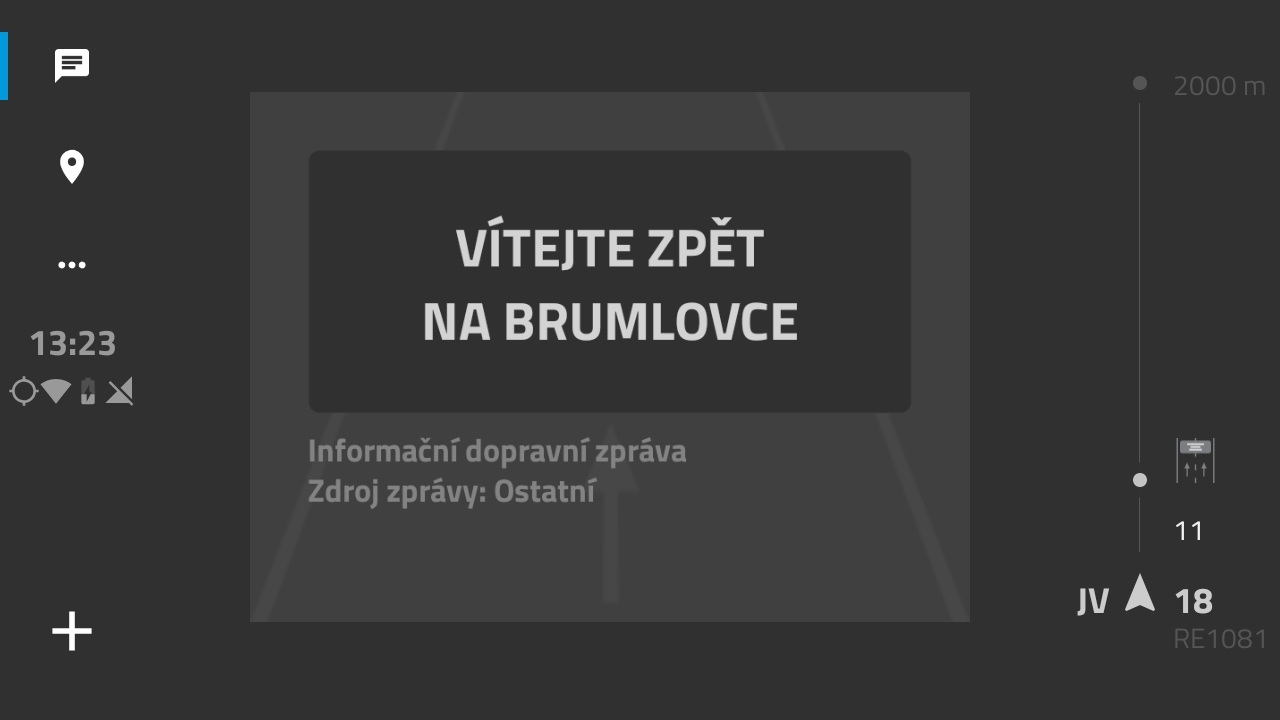 13:23
VÍTEJTE ZPĚT
NA BRUMLOVCE
Informační dopravní zpráva
Zdroj zprávy: Ostatní
2000 m
11
JV 18
RE1081